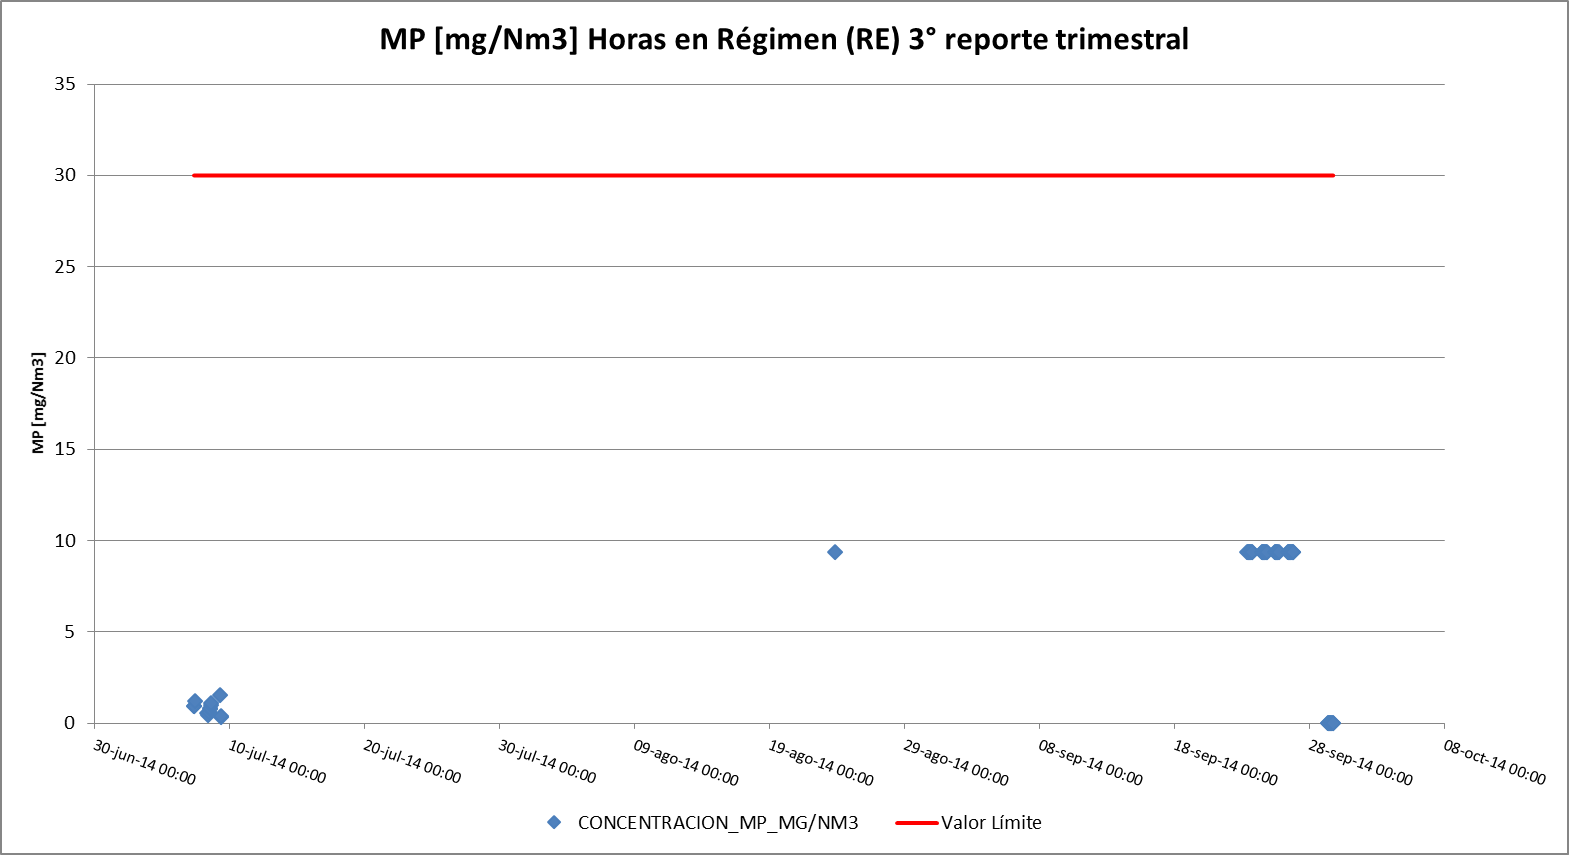 MP [mg/Nm3] Horas en Régimen (RE) 3° reporte trimestral
35
30
25
20
15
10
5
0
MP [mg/Nm3]
30-jun-14 00:00
10-jul-14 00:00
20-jul-14 00:00
30-jul-14 00:00
09-ago-14 00:00
19-ago-14 00:00
29-ago-14 00:00
08-sep-14 00:00
18-sep-14 00:00
28-sep-14 00:00
08-oct-14 00:00
CONCENTRACION_MP_MG/NM3
Valor Límite